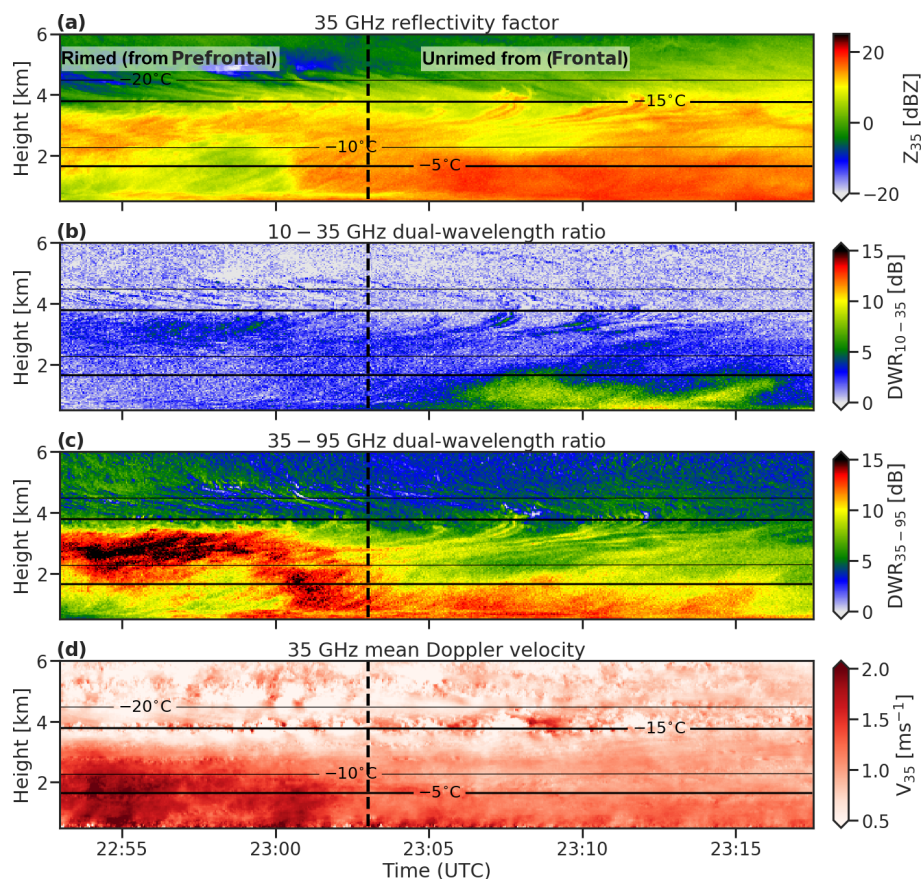 (a) 35 GHz reflectivity factor
6
4
2
Height [km]
Rimed (from Prefrontal)
Unrimed from (Frontal)
−20°C
−15°C
−10°C
−5°C
20
0
−20
Z35 [dBZ]
(b) 10 − 35 GHz dual-wavelength ratio
6
4
2
Height [km]
15
10
5
0
DWR10−35 [dB]
(c) 35 − 95 GHz dual-wavelength ratio
6
4
2
Height [km]
15
10
5
0
DWR35−95 [dB]
(d) 35 GHz mean Doppler velocity
6
4
2
Height [km]
−20°C
−15°C
−10°C
−5°C
2.0
1.5
1.0
0.5
V35 [ms−1]
22:55 23:00 23:05 23:10 23:15
Time (UTC)